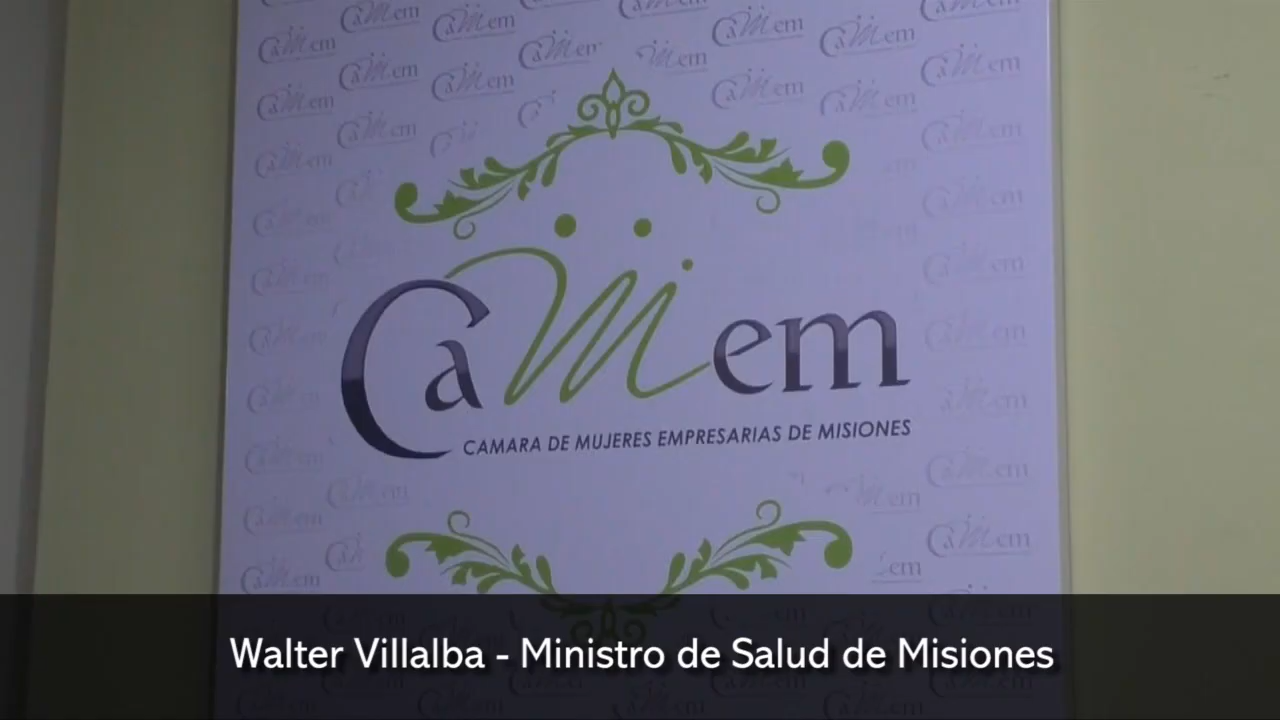 CaMem
CAMARA DE MUJERES EMPRESARIAS DE MISIONES
Walter Villalba - Ministro de Salud de Misiones